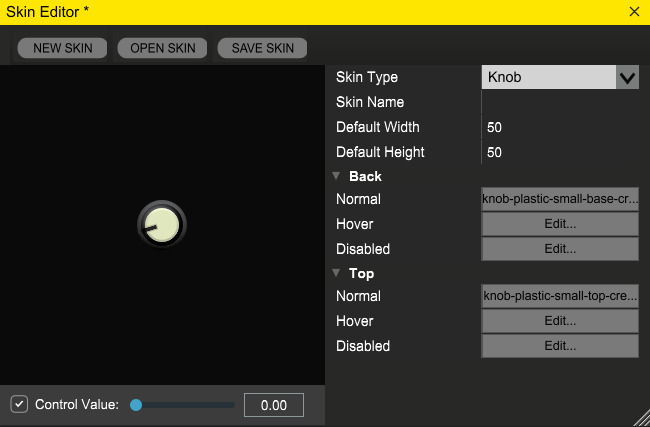 Skin Editor *
NEW SKIN OPEN SKIN SAVE SKIN
Skin Type Knob
Skin Name
Default Width 50
Default Height 50
Back
Normal knob-plastic-small-base-cr...
Hover Edit...
Disabled Edit...
Top
Normal knob-plastic-small-top-cre...
Hover Edit...
Disabled Edit...
Control Value: 0.00